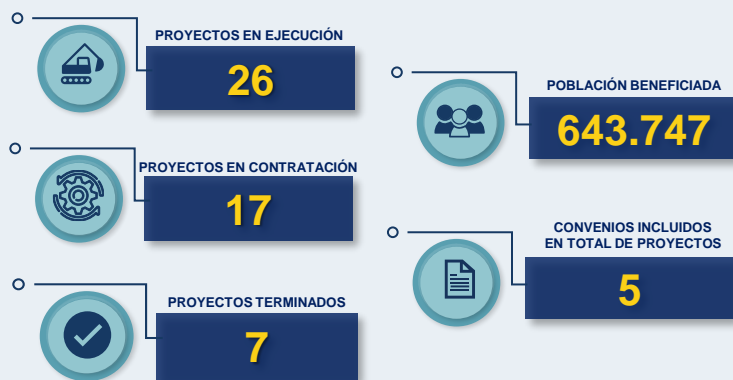 PROYECTOS EN EJECUCIÓN
26
PROYECTOS EN CONTRATACIÓN
17
PROYECTOS TERMINADOS
7
POBLACIÓN BENEFICIADA
643.747
CONVENIOS INCLUIDOS
EN TOTAL DE PROYECTOS
5